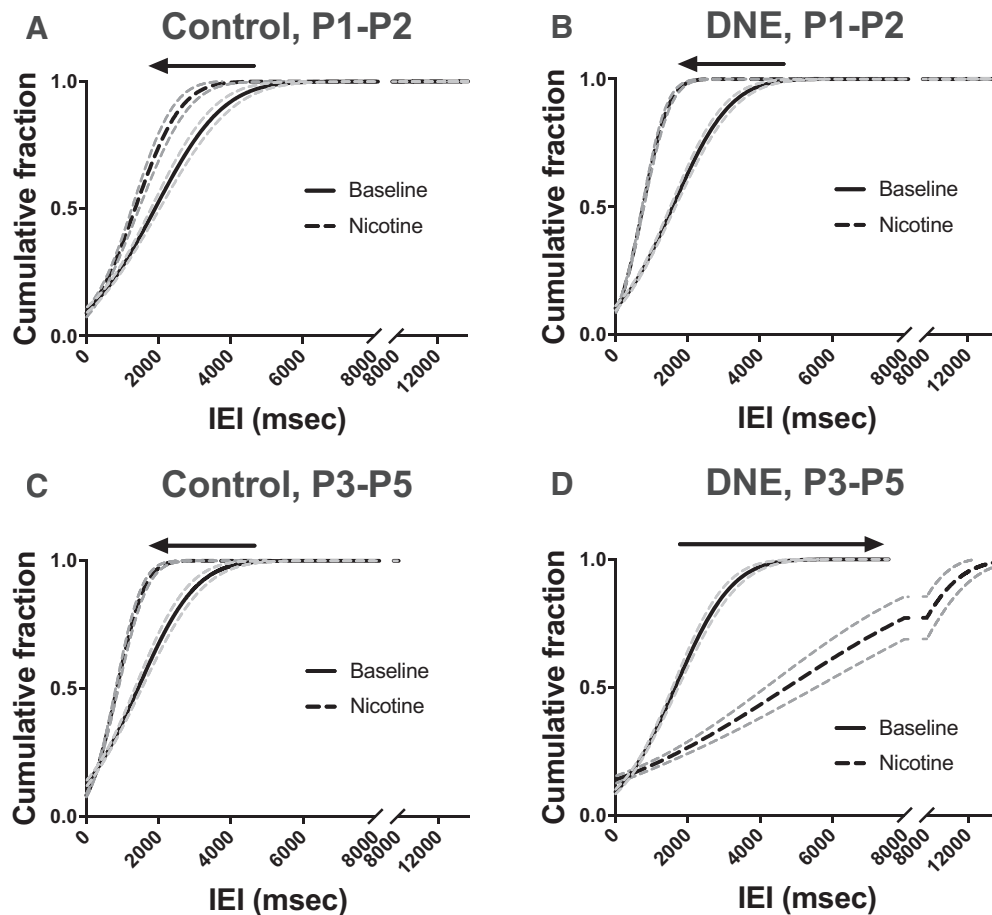 A
Control, P1-P2
Cumulative fraction
1.0
0.5
0.0
Baseline
Nicotine
0
2000
4000
6000
8000
8000
12000
IEI (msec)
B
DNE, P1-P2
Cumulative fraction
1.0
0.5
0.0
Baseline
Nicotine
0
2000
4000
6000
8000
8000
12000
IEI (msec)
C
Control, P3-P5
Cumulative fraction
1.0
0.5
0.0
Baseline
Nicotine
0
2000
4000
6000
8000
8000
12000
IEI (msec)
D
DNE, P3-P5
Cumulative fraction
1.0
0.5
0.0
Baseline
Nicotine
0
2000
4000
6000
8000
8000
12000
IEI (msec)